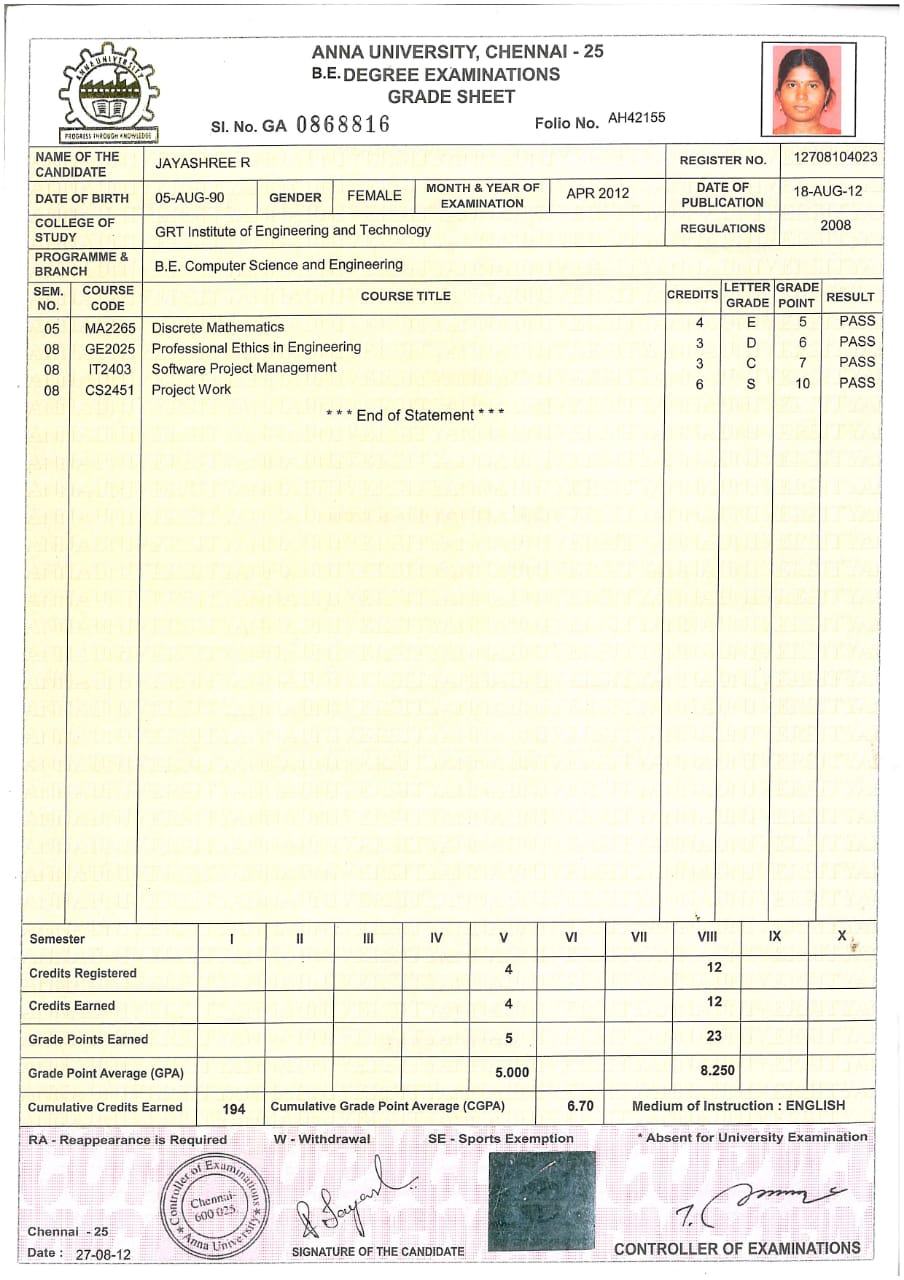 ANNA UNIVERSITY
PROGRESS THROUGH KNOWLEDGE
ANNA UNIVERSITY, CHENNAI - 25
B.E. DEGREE EXAMINATIONS
GRADE SHEET
Sl. No. GA 0868816 Folio No. AH42155
NAME OF THE CANDIDATE JAYASHREE R REGISTER NO. 12708104023
DATE OF BIRTH 05-AUG-90 GENDER FEMALE MONTH & YEAR OF EXAMINATION APR 2012 DATE OF PUBLICATION 18-AUG-12
COLLEGE OF STUDY GRT Institute of Engineering and Technology REGULATIONS 2008
PROGRAMME & BRANCH B.E. Computer Science and Engineering
SEM. NO. COURSE CODE COURSE TITLE CREDITS LETTER GRADE GRADE POINT RESULT
05 MA2265 Discrete Mathematics 4 E 5 PASS
08 GE2025 Professional Ethics in Engineering 3 D 6 PASS
08 IT2403 Software Project Management 3 C 7 PASS
08 CS2451 Project Work 6 S 10 PASS
* * * End of Statement * * *
Semester I II III IV V VI VII VIII IX X
Credits Registered 4 12
Credits Earned 4 12
Grade Points Earned 5 23
Grade Point Average (GPA) 5.000 8.250
Cumulative Credits Earned 194 Cumulative Grade Point Average (CGPA) 6.70 Medium of Instruction : ENGLISH
RA - Reappearance is Required W - Withdrawal SE - Sports Exemption * Absent for University Examination
Controller of Examinations
Chennai-
600 025
Anna University
Chennai - 25
Date : 27-08-12
SIGNATURE OF THE CANDIDATE
CONTROLLER OF EXAMINATIONS